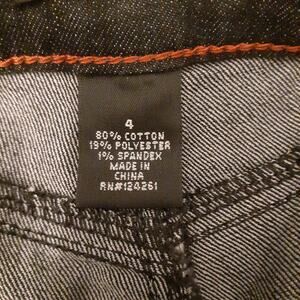 4
80% COTTON
19% POLYESTER
1% SPANDEX
MADE IN
CHINA
RN#124261